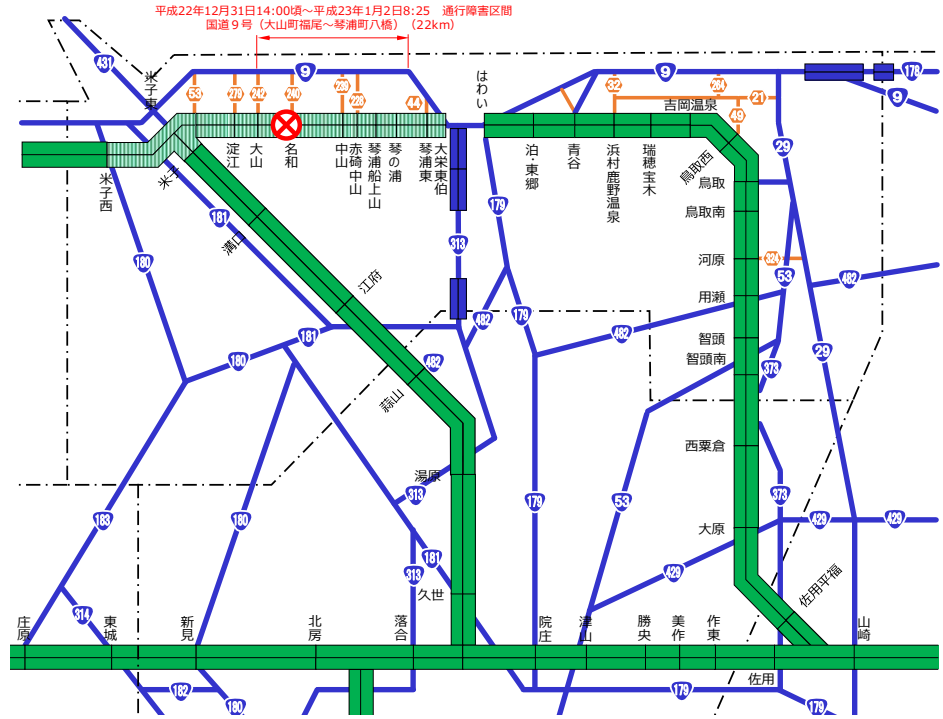 平成22年12月31日14:00頃～平成23年1月2日8:25　通行障害区間
国道９号（大山町福尾～琴浦町八橋）（22km）
431
9
9
178
9
米子東
はわい
53
270
242
240
289
228
44
32
204
吉岡温泉
21
49
29
米子西
米子
淀江
大山
名和
中山
赤碕中山
琴浦船上山
琴の浦
琴浦東
大栄東伯
泊・東郷
青谷
浜村鹿野温泉
瑞穂宝木
鳥取西
鳥取
鳥取南
河原
324
用瀬
智頭
智頭南
西粟倉
大原
佐用平福
181
溝口
179
313
180
江府
53
482
482
179
482
181
180
482
29
373
蒜山
湯原
313
179
53
373
429
429
183
180
181
313
429
久世
314
庄原
東城
新見
北房
落合
院庄
津山
勝央
美作
作東
佐用
山崎
182
180
179
179